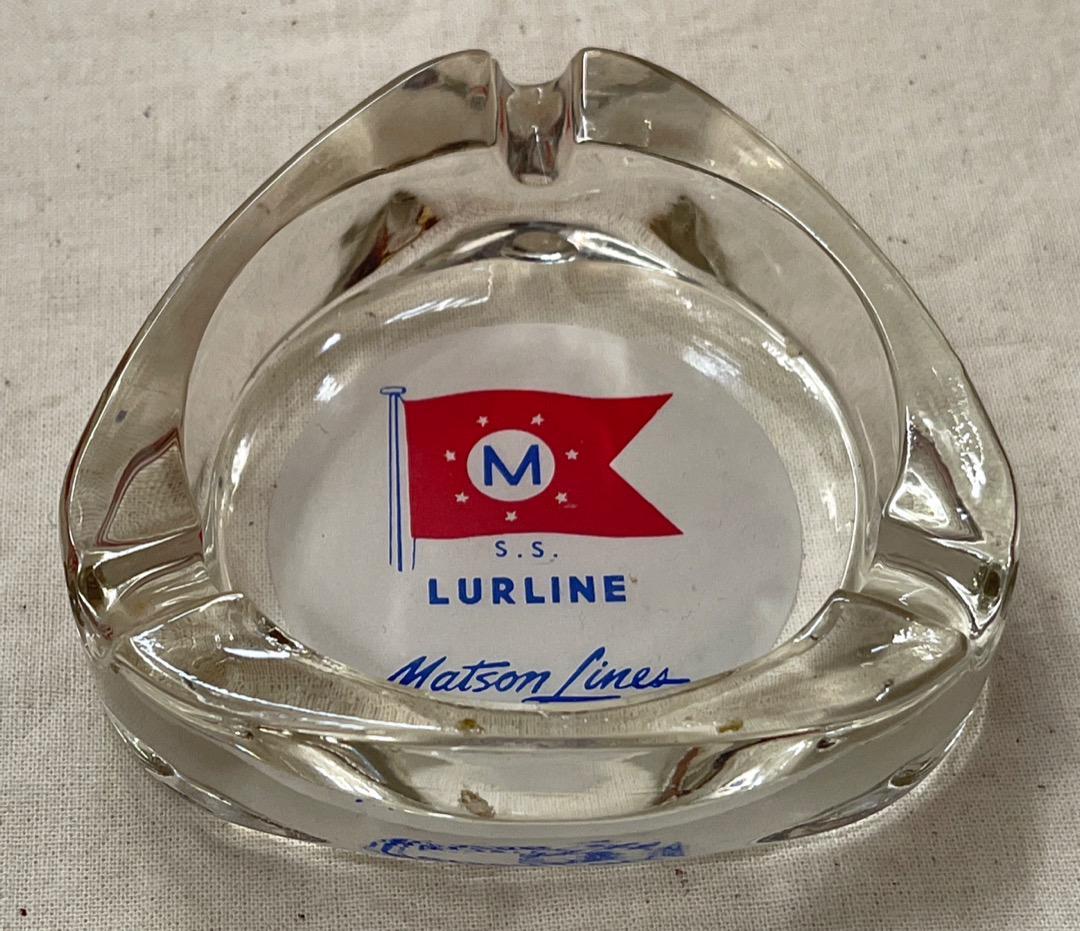 M
S.S.
LURLINE
Matson Lines